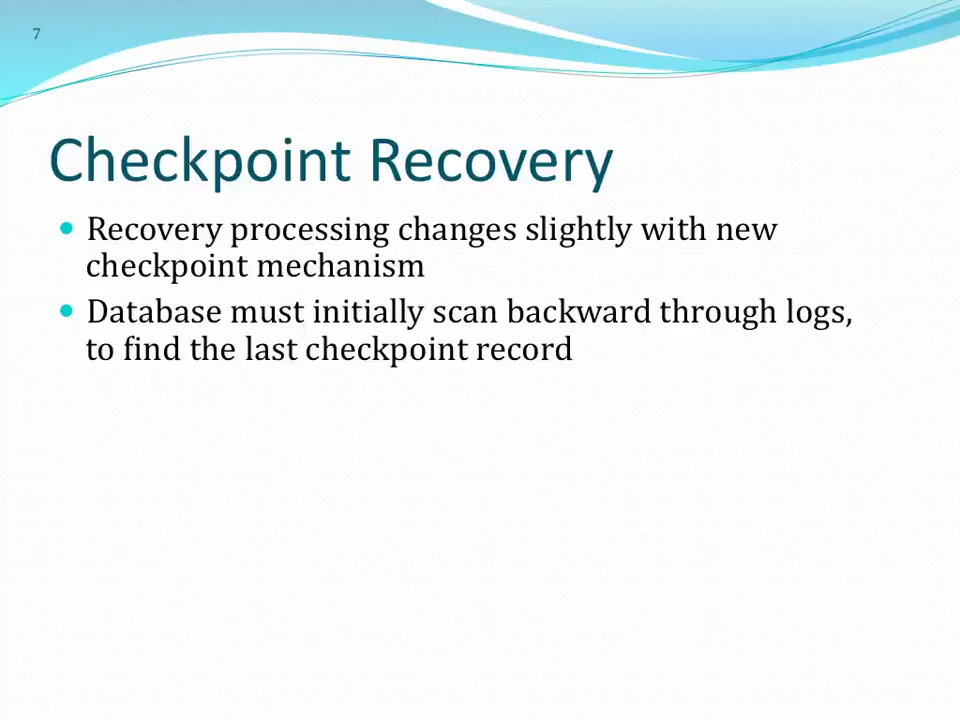 7
Checkpoint Recovery
• Recovery processing changes slightly with new
checkpoint mechanism
• Database must initially scan backward through logs,
to find the last checkpoint record